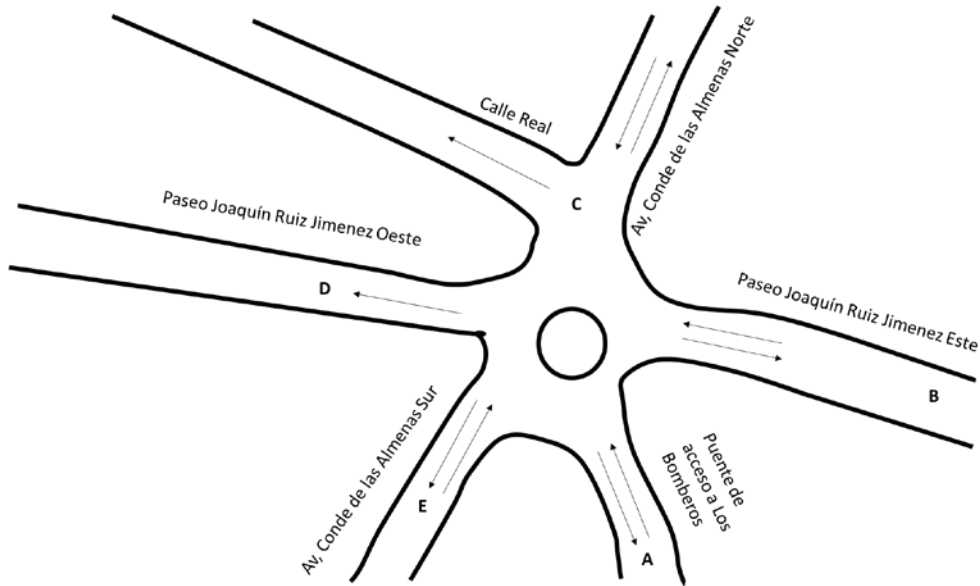 Calle Real
Av, Conde de las Almenas Norte
C
Paseo Joaquín Ruiz Jimenez Oeste
D
Paseo Joaquín Ruiz Jimenez Este
B
Av, Conde de las Almenas Sur
E
Puente de
acceso a Los
Bomberos
A